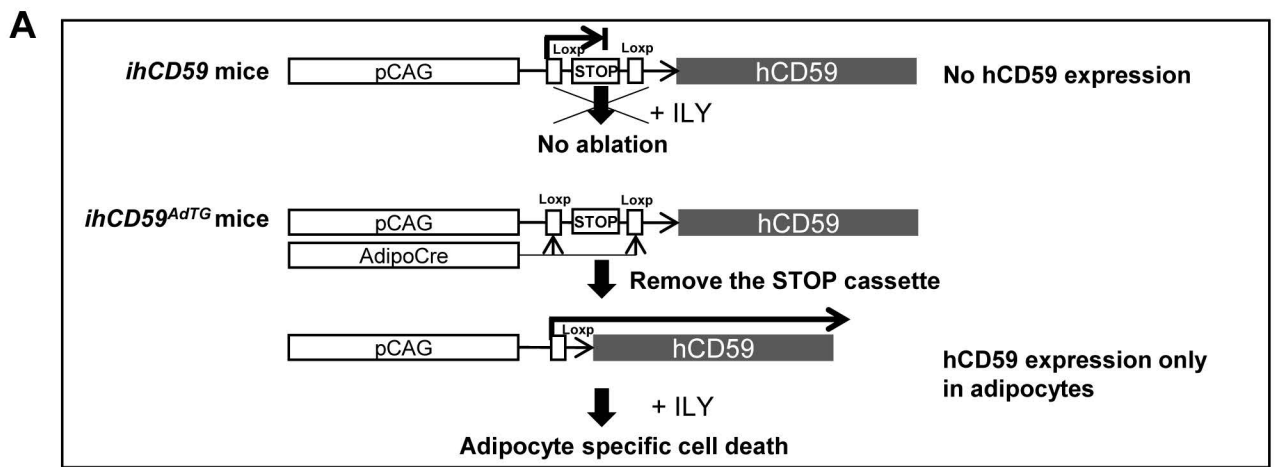 A
Loxp Loxp
ihCD59 mice pCAG STOP hCD59 No hCD59 expression
+ ILY
No ablation
Loxp Loxp
ihCD59AdTG mice pCAG STOP hCD59
AdipoCre
Remove the STOP cassette
Loxp
pCAG hCD59
hCD59 expression only
in adipocytes
+ ILY
Adipocyte specific cell death